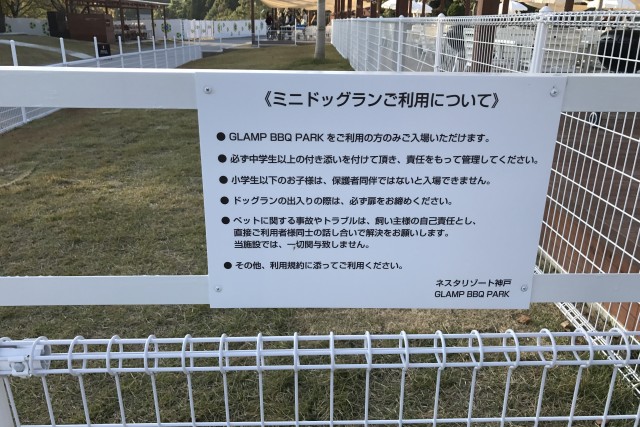 《ミニドッグランご利用について》
● GLAMP BBQ PARK をご利用の方のみご入場いただけます。
● 必ず中学生以上の付き添いを付けて頂き、責任をもって管理してください。
● 小学生以下のお子様は、保護者同伴ではないと入場できません。
● ドッグランの出入りの際は、必ず扉をお締めください。
● ペットに関する事故やトラブルは、飼い主様の自己責任とし、
直接ご利用者様同士の話し合いで解決をお願いします。
当施設では、一切関与致しません。
● その他、利用規約に添ってご利用ください。
ネスタリゾート神戸
GLAMP BBQ PARK